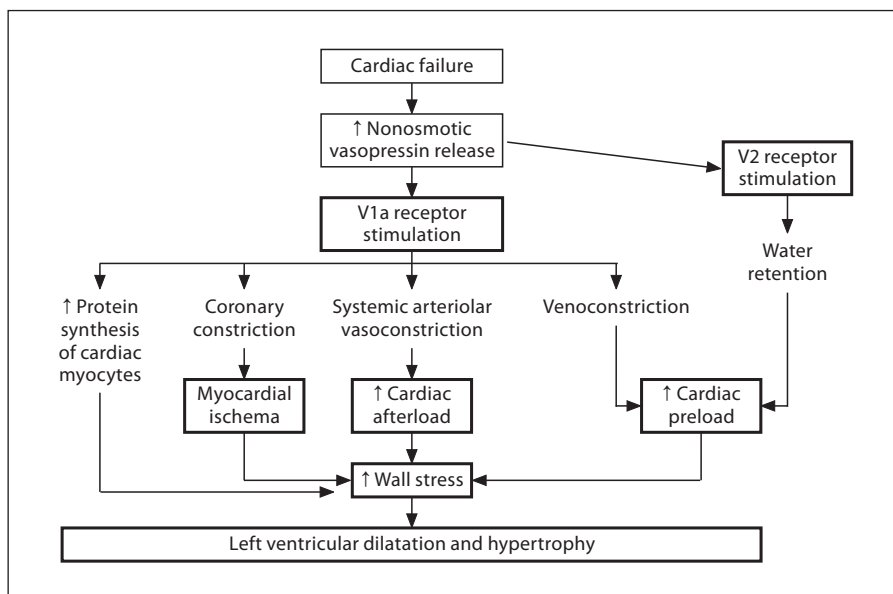 Cardiac failure
↑ Nonosmotic
vasopressin release
V2 receptor
stimulation
V1a receptor
stimulation
Water
retention
↑ Protein
synthesis
of cardiac
myocytes
Coronary
constriction
Systemic arteriolar
vasoconstriction
Venoconstriction
Myocardial
ischema
↑ Cardiac
afterload
↑ Cardiac
preload
↑ Wall stress
Left ventricular dilatation and hypertrophy